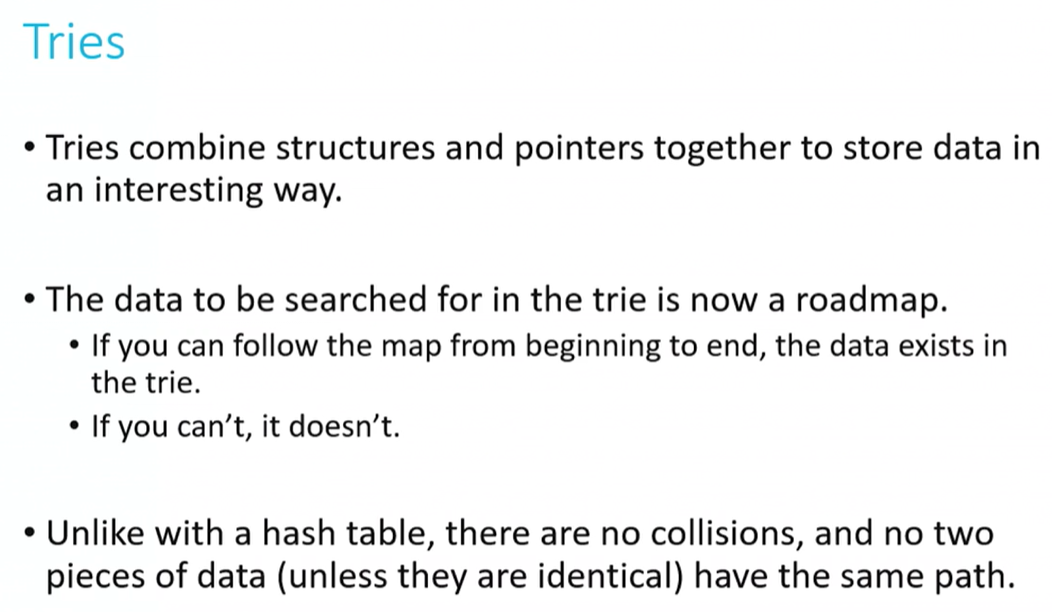 Tries
• Tries combine structures and pointers together to store data in
an interesting way.
• The data to be searched for in the trie is now a roadmap.
• If you can follow the map from beginning to end, the data exists in
the trie.
• If you can’t, it doesn’t.
• Unlike with a hash table, there are no collisions, and no two
pieces of data (unless they are identical) have the same path.